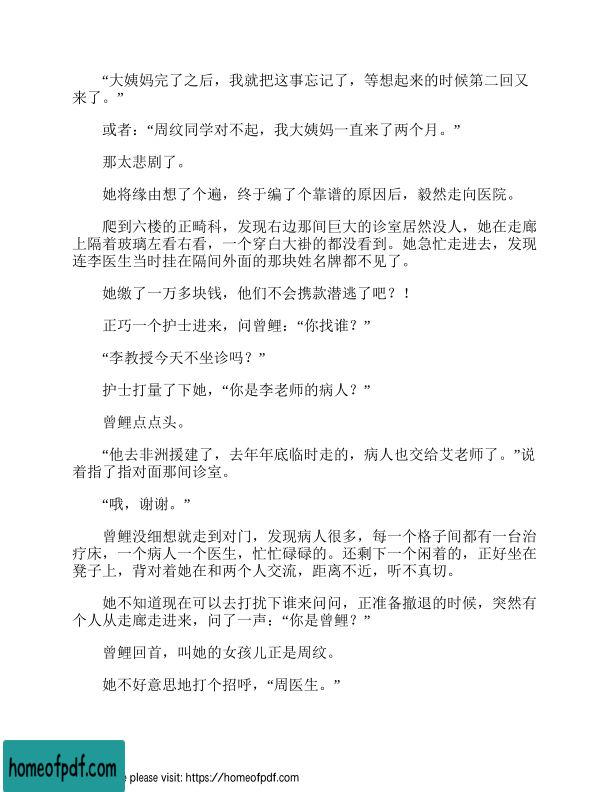 “大姨妈完了之后，我就把这事忘记了，等想起来的时候第二回又
来了。”
或者：“周纹同学对不起，我大姨妈一直来了两个月。”
那太悲剧了。
她将缘由想了个遍，终于编了个靠谱的原因后，毅然走向医院。
爬到六楼的正畸科，发现右边那间巨大的诊室居然没人，她在走廊
上隔着玻璃左看右看，一个穿白大褂的都没看到。她急忙走进去，发现
连李医生当时挂在隔间外面的那块姓名牌都不见了。
她缴了一万多块钱，他们不会携款潜逃了吧？！
正巧一个护士进来，问曾鲤：“你找谁？”
“李教授今天不坐诊吗？”
护士打量了下她，“你是李老师的病人？”
曾鲤点点头。
“他去非洲援建了，去年年底临时走的，病人也交给艾老师了。”说
着指了指对面那间诊室。
“哦，谢谢。”
曾鲤没细想就走到对门，发现病人很多，每一个格子间都有一台治
疗床，一个病人一个医生，忙忙碌碌的。还剩下一个闲着的，正好坐在
凳子上，背对着她在和两个人交流，距离不近，听不真切。
她不知道现在可以去打扰下谁来问问，正准备撤退的时候，突然有
个人从走廊走进来，问了一声：“你是曾鲤？”
曾鲤回首，叫她的女孩儿正是周纹。
她不好意思地打个招呼，“周医生。”
homeofpdf.com
e please visit: https://homeofpdf.com